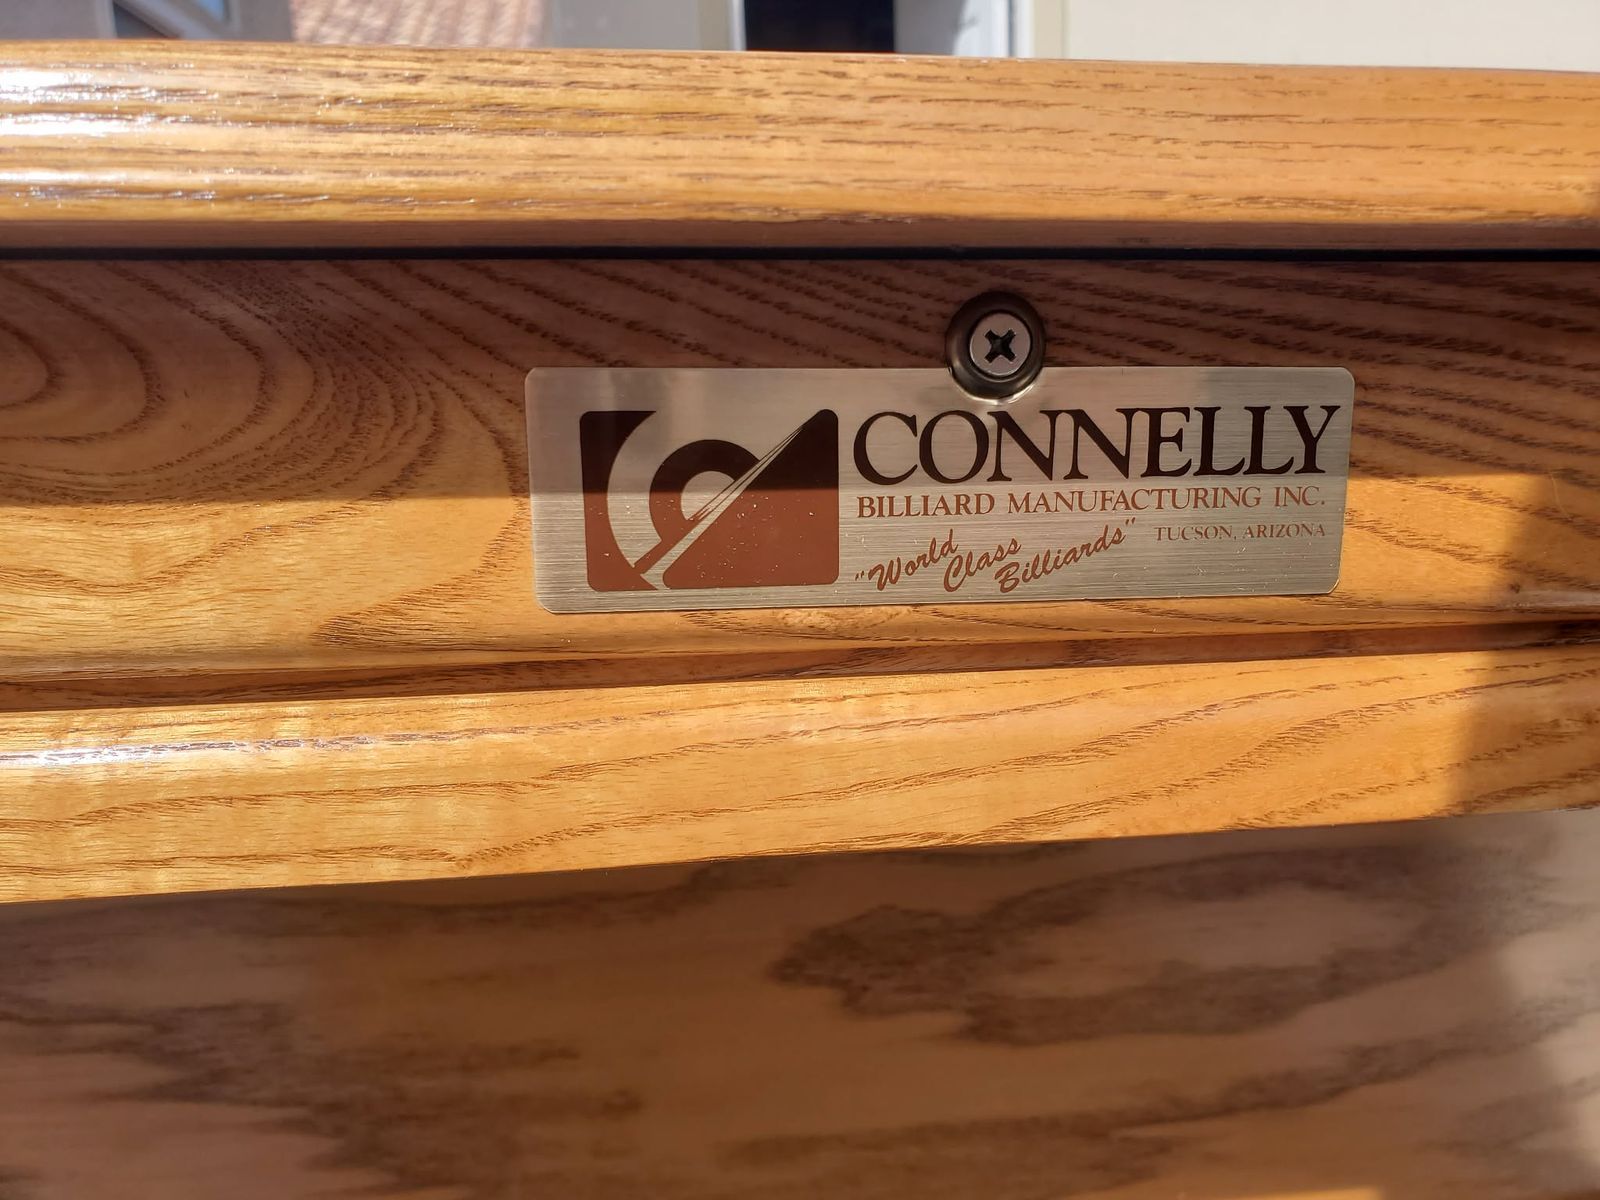 CONNELLY
BILLIARD MANUFACTURING INC.
"World Class Billiards"
TUCSON, ARIZONA